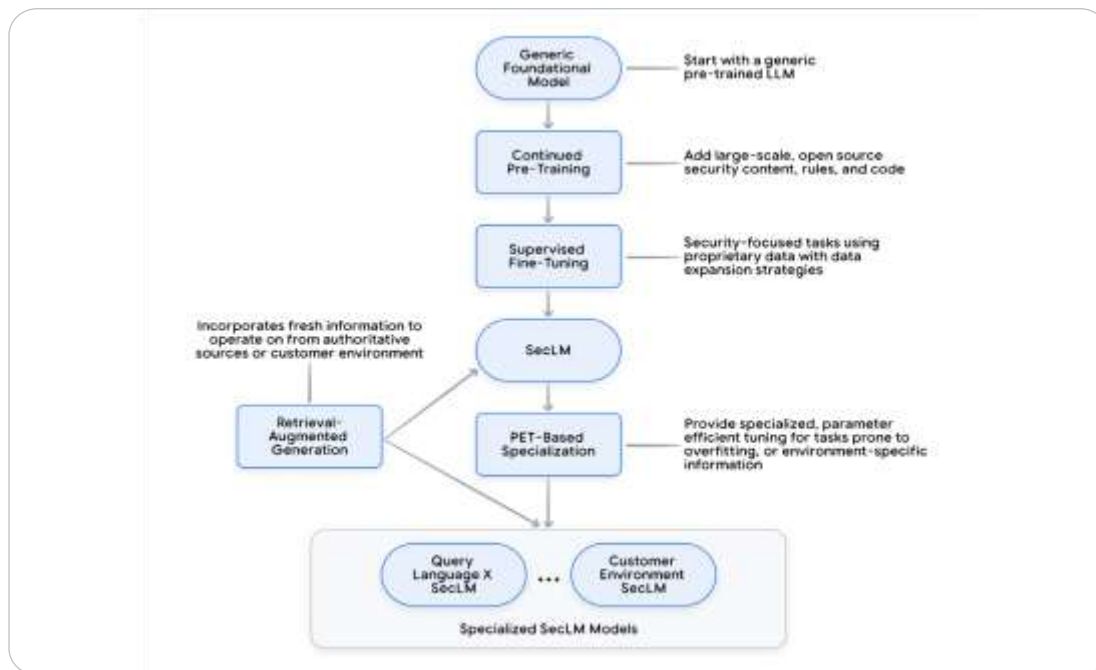 Generic
Foundational
Model
Start with a generic
pre-trained LLM
Continued
Pre-Training
Add large-scale, open source
security content, rules, and code
Supervised
Fine-Tuning
Security-focused tasks using
proprietary data with data
expansion strategies
Incorporates fresh information to
operate on from authoritative
sources or customer environment
SecLM
Retrieval-
Augmented
Generation
PET-Based
Specialization
Provide specialized, parameter
efficient tuning for tasks prone to
overfitting, or environment-specific
information
Query
Language X
SecLM
...
Customer
Environment
SecLM
Specialized SecLM Models